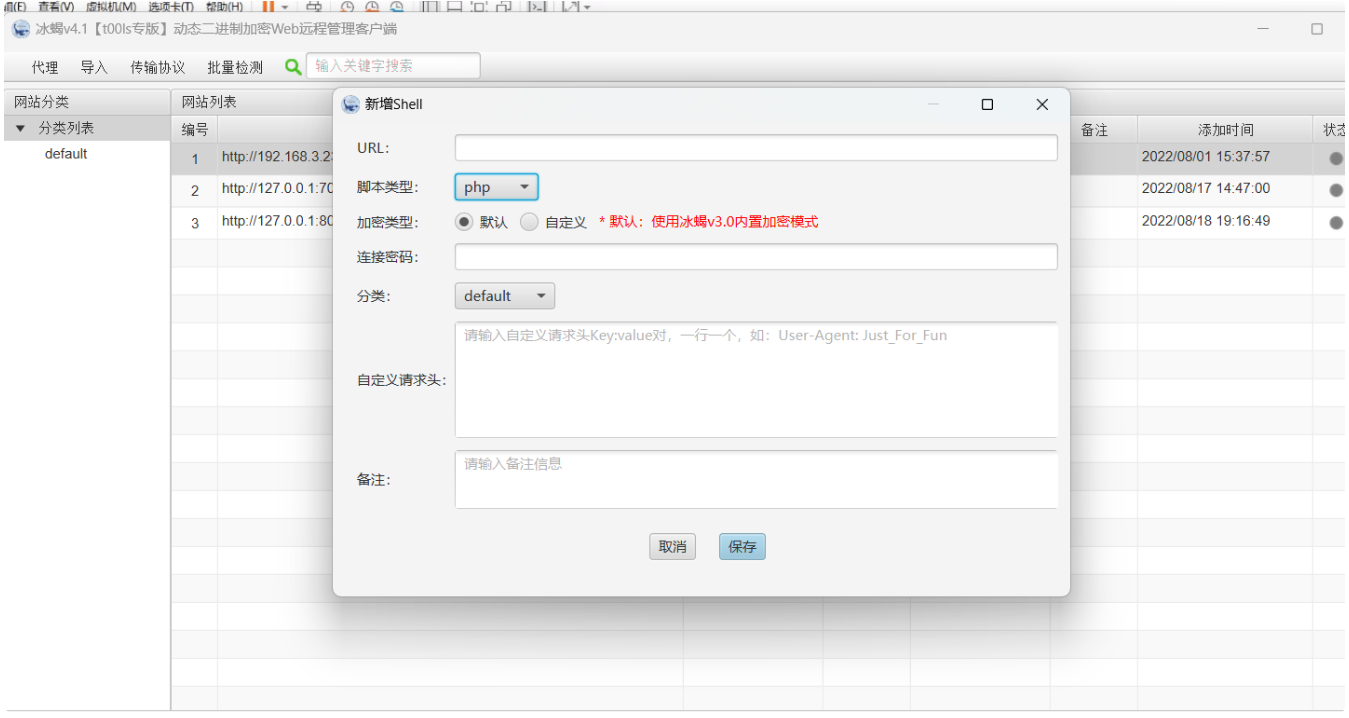 查看(V) 虚拟机(M) 选项卡(T) 帮助(H)
冰蝎v4.1【t00ls专版】动态二进制加密Web远程管理客户端
代理 导入 传输协议 批量检测 输入关键字搜索
网站分类 网站列表
分类列表 编号 备注 添加时间 状态
default
1 http://192.168.3.2 2022/08/01 15:37:57
2 http://127.0.0.1:70 2022/08/17 14:47:00
3 http://127.0.0.1:80 2022/08/18 19:16:49
新增Shell
URL:
脚本类型: php
加密类型: 默认 自定义 * 默认：使用冰蝎v3.0内置加密模式
连接密码:
分类: default
自定义请求头: 请输入自定义请求头Key:value对，一行一个，如：User-Agent: Just_For_Fun
备注: 请输入备注信息
取消 保存